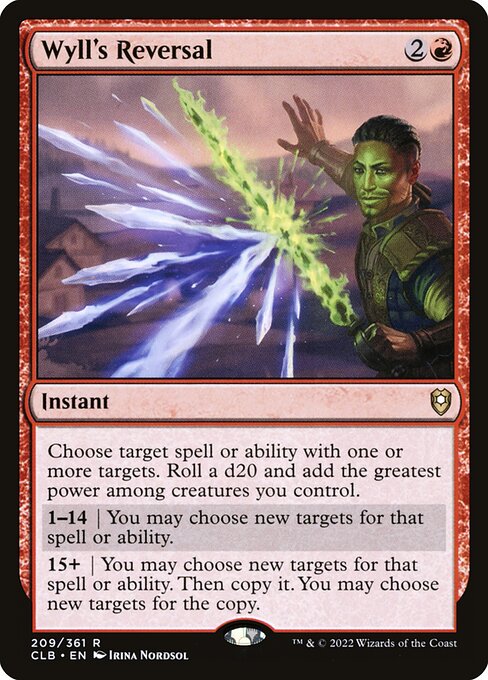 Wyll's Reversal 2
Instant
Choose target spell or ability with one or
more targets. Roll a d20 and add the greatest
power among creatures you control.
1–14 | You may choose new targets for that
spell or ability.
15+ | You may choose new targets for that
spell or ability. Then copy it. You may
choose new targets for the copy.
209/361 R ™ & © 2022 Wizards of the Coast
CLB • EN Irina Nordsol